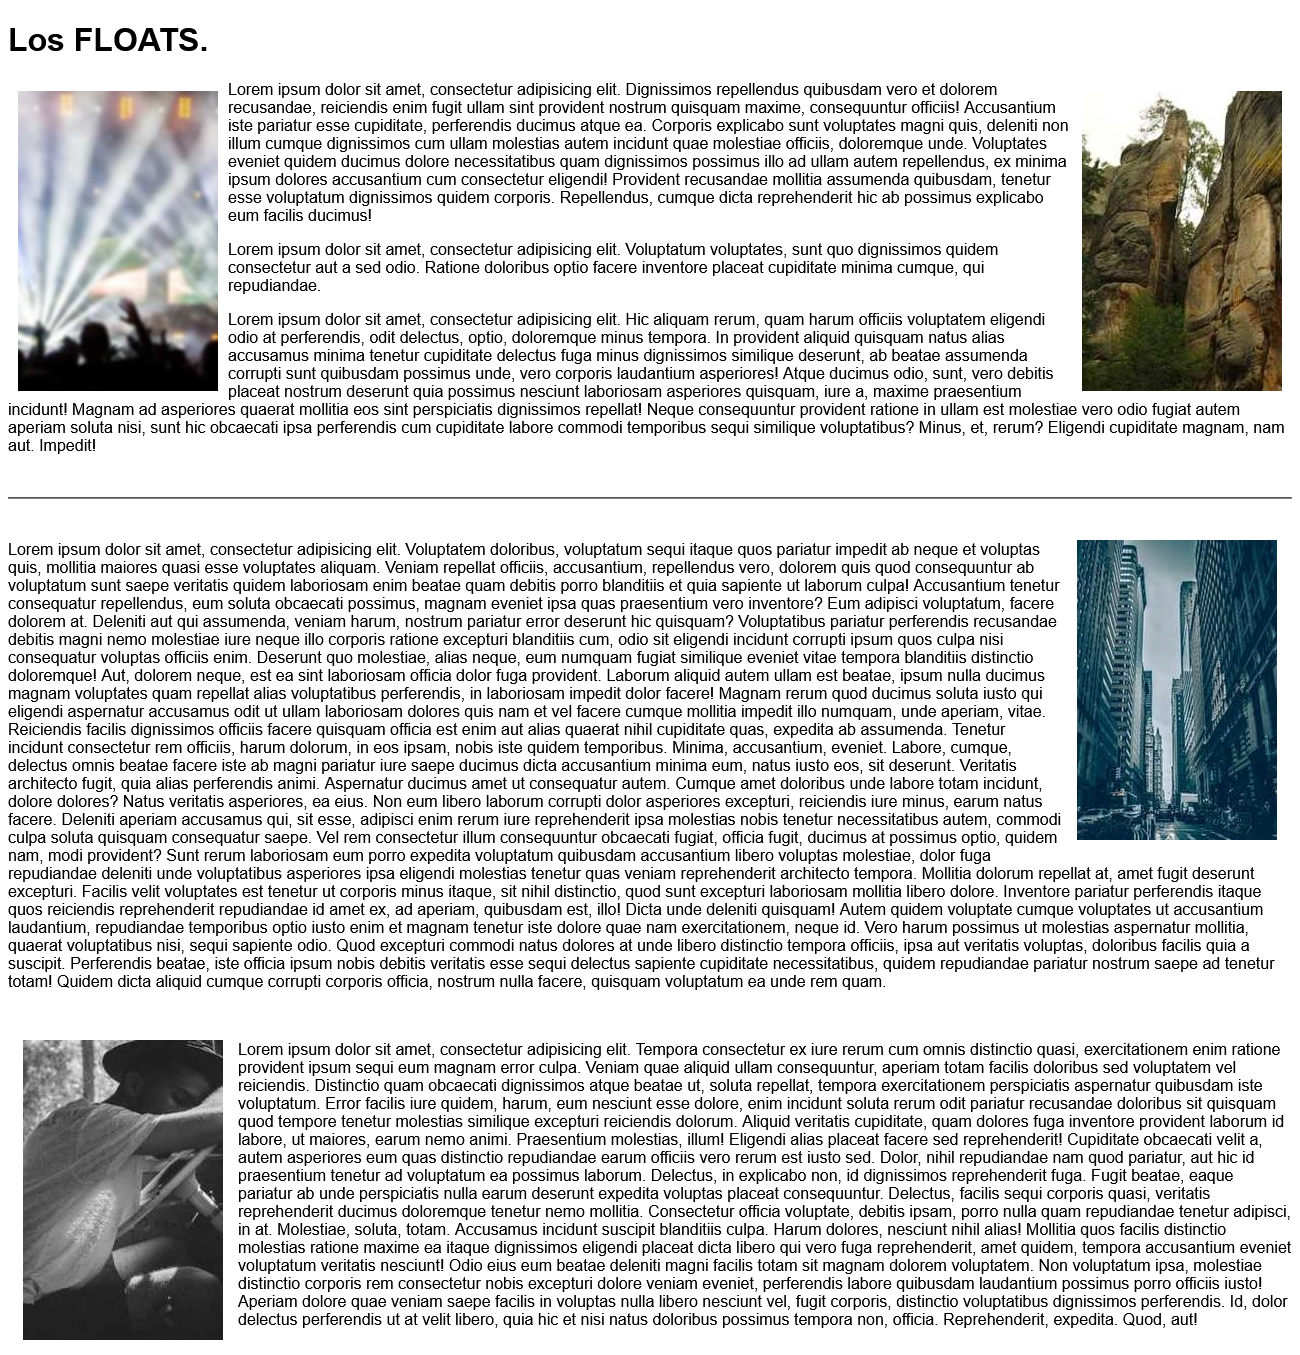 Los FLOATS.
Lorem ipsum dolor sit amet, consectetur adipisicing elit. Dignissimos repellendus quibusdam vero et dolorem
recusandae, reiciendis enim fugit ullam sint provident nostrum quisquam maxime, consequuntur officiis! Accusantium
iste pariatur esse cupiditate, perferendis ducimus atque ea. Corporis explicabo sunt voluptates magni quis, deleniti non
illum cumque dignissimos cum ullam molestias autem incidunt quae molestiae officiis, doloremque unde. Voluptates
eveniet quidem ducimus dolore necessitatibus quam dignissimos possimus illo ad ullam autem repellendus, ex minima
ipsum dolores accusantium cum consectetur eligendi! Provident recusandae mollitia assumenda quibusdam, tenetur
esse voluptatum dignissimos quidem corporis. Repellendus, cumque dicta reprehenderit hic ab possimus explicabo
eum facilis ducimus!
Lorem ipsum dolor sit amet, consectetur adipisicing elit. Voluptatum voluptates, sunt quo dignissimos quidem
consectetur aut a sed odio. Ratione doloribus optio facere inventore placeat cupiditate minima cumque, qui
repudiandae.
Lorem ipsum dolor sit amet, consectetur adipisicing elit. Hic aliquam rerum, quam harum officiis voluptatem eligendi
odio at perferendis, odit delectus, optio, doloremque minus tempora. In provident aliquid quisquam natus alias
accusamus minima tenetur cupiditate delectus fuga minus dignissimos similique deserunt, ab beatae assumenda
corrupti sunt quibusdam possimus unde, vero corporis laudantium asperiores! Atque ducimus odio, sunt, vero debitis
placeat nostrum deserunt quia possimus nesciunt laboriosam asperiores quisquam, iure a, maxime praesentium
incidunt! Magnam ad asperiores quaerat mollitia eos sint perspiciatis dignissimos repellat! Neque consequuntur provident ratione in ullam est molestiae vero odio fugiat autem
aperiam soluta nisi, sunt hic obcaecati ipsa perferendis cum cupiditate labore commodi temporibus sequi similique voluptatibus? Minus, et, rerum? Eligendi cupiditate magnam, nam
aut. Impedit!
Lorem ipsum dolor sit amet, consectetur adipisicing elit. Voluptatem doloribus, voluptatum sequi itaque quos pariatur impedit ab neque et voluptas
quis, mollitia maiores quasi esse voluptates aliquam. Veniam repellat officiis, accusantium, repellendus vero, dolorem quis quod consequuntur ab
voluptatum sunt saepe veritatis quidem laboriosam enim beatae quam debitis porro blanditiis et quia sapiente ut laborum culpa! Accusantium tenetur
consequatur repellendus, eum soluta obcaecati possimus, magnam eveniet ipsa quas praesentium vero inventore? Eum adipisci voluptatum, facere
dolorem at. Deleniti aut qui assumenda, veniam harum, nostrum pariatur error deserunt hic quisquam? Voluptatibus pariatur perferendis recusandae
debitis magni nemo molestiae iure neque illo corporis ratione excepturi blanditiis cum, odio sit eligendi incidunt corrupti ipsum quos culpa nisi
consequatur voluptas officiis enim. Deserunt quo molestiae, alias neque, eum numquam fugiat similique eveniet vitae tempora blanditiis distinctio
doloremque! Aut, dolorem neque, est ea sint laboriosam officia dolor fuga provident. Laborum aliquid autem ullam est beatae, ipsum nulla ducimus
magnam voluptates quam repellat alias voluptatibus perferendis, in laboriosam impedit dolor facere! Magnam rerum quod ducimus soluta iusto qui
eligendi aspernatur accusamus odit ut ullam laboriosam dolores quis nam et vel facere cumque mollitia impedit illo numquam, unde aperiam, vitae.
Reiciendis facilis dignissimos officiis facere quisquam officia est enim aut alias quaerat nihil cupiditate quas, expedita ab assumenda. Tenetur
incidunt consectetur rem officiis, harum dolorum, in eos ipsam, nobis iste quidem temporibus. Minima, accusantium, eveniet. Labore, cumque,
delectus omnis beatae facere iste ab magni pariatur iure saepe ducimus dicta accusantium minima eum, natus iusto eos, sit deserunt. Veritatis
architecto fugit, quia alias perferendis animi. Aspernatur ducimus amet ut consequatur autem. Cumque amet doloribus unde labore totam incidunt,
dolore dolores? Natus veritatis asperiores, ea eius. Non eum libero laborum corrupti dolor asperiores excepturi, reiciendis iure minus, earum natus
facere. Deleniti aperiam accusamus qui, sit esse, adipisci enim rerum iure reprehenderit ipsa molestias nobis tenetur necessitatibus autem, commodi
culpa soluta quisquam consequatur saepe. Vel rem consectetur illum consequuntur obcaecati fugiat, officia fugit, ducimus at possimus optio, quidem
nam, modi provident? Sunt rerum laboriosam eum porro expedita voluptatum quibusdam accusantium libero voluptas molestiae, dolor fuga
repudiandae deleniti unde voluptatibus asperiores ipsa eligendi molestias tenetur quas veniam reprehenderit architecto tempora. Mollitia dolorum repellat at, amet fugit deserunt
excepturi. Facilis velit voluptates est tenetur ut corporis minus itaque, sit nihil distinctio, quod sunt excepturi laboriosam mollitia libero dolore. Inventore pariatur perferendis itaque
quos reiciendis reprehenderit repudiandae id amet ex, ad aperiam, quibusdam est, illo! Dicta unde deleniti quisquam! Autem quidem voluptate cumque voluptates ut accusantium
laudantium, repudiandae temporibus optio iusto enim et magnam tenetur iste dolore quae nam exercitationem, neque id. Vero harum possimus ut molestias aspernatur mollitia,
quaerat voluptatibus nisi, sequi sapiente odio. Quod excepturi commodi natus dolores at unde libero distinctio tempora officiis, ipsa aut veritatis voluptas, doloribus facilis quia a
suscipit. Perferendis beatae, iste officia ipsum nobis debitis veritatis esse sequi delectus sapiente cupiditate necessitatibus, quidem repudiandae pariatur nostrum saepe ad tenetur
totam! Quidem dicta aliquid cumque corrupti corporis officia, nostrum nulla facere, quisquam voluptatum ea unde rem quam.
Lorem ipsum dolor sit amet, consectetur adipisicing elit. Tempora consectetur ex iure rerum cum omnis distinctio quasi, exercitationem enim ratione
provident ipsum sequi eum magnam error culpa. Veniam quae aliquid ullam consequuntur, aperiam totam facilis doloribus sed voluptatem vel
reiciendis. Distinctio quam obcaecati dignissimos atque beatae ut, soluta repellat, tempora exercitationem perspiciatis aspernatur quibusdam iste
voluptatum. Error facilis iure quidem, harum, eum nesciunt esse dolore, enim incidunt soluta rerum odit pariatur recusandae doloribus sit quisquam
quod tempore tenetur molestias similique excepturi reiciendis dolorum. Aliquid veritatis cupiditate, quam dolores fuga inventore provident laborum id
labore, ut maiores, earum nemo animi. Praesentium molestias, illum! Eligendi alias placeat facere sed reprehenderit! Cupiditate obcaecati velit a,
autem asperiores eum quas distinctio repudiandae earum officiis vero rerum est iusto sed. Dolor, nihil repudiandae nam quod pariatur, aut hic id
praesentium tenetur ad voluptatum ea possimus laborum. Delectus, in explicabo non, id dignissimos reprehenderit fuga. Fugit beatae, eaque
pariatur ab unde perspiciatis nulla earum deserunt expedita voluptas placeat consequuntur. Delectus, facilis sequi corporis quasi, veritatis
reprehenderit ducimus doloremque tenetur nemo mollitia. Consectetur officia voluptate, debitis ipsam, porro nulla quam repudiandae tenetur adipisci,
in at. Molestiae, soluta, totam. Accusamus incidunt suscipit blanditiis culpa. Harum dolores, nesciunt nihil alias! Mollitia quos facilis distinctio
molestias ratione maxime ea itaque dignissimos eligendi placeat dicta libero qui vero fuga reprehenderit, amet quidem, tempora accusantium eveniet
voluptatum veritatis nesciunt! Odio eius eum beatae deleniti magni facilis totam sit magnam dolorem voluptatem. Non voluptatum ipsa, molestiae
distinctio corporis rem consectetur nobis excepturi dolore veniam eveniet, perferendis labore quibusdam laudantium possimus porro officiis iusto!
Aperiam dolore quae veniam saepe facilis in voluptas nulla libero nesciunt vel, fugit corporis, distinctio voluptatibus dignissimos perferendis. Id, dolor
delectus perferendis ut at velit libero, quia hic et nisi natus doloribus possimus tempora non, officia. Reprehenderit, expedita. Quod, aut!